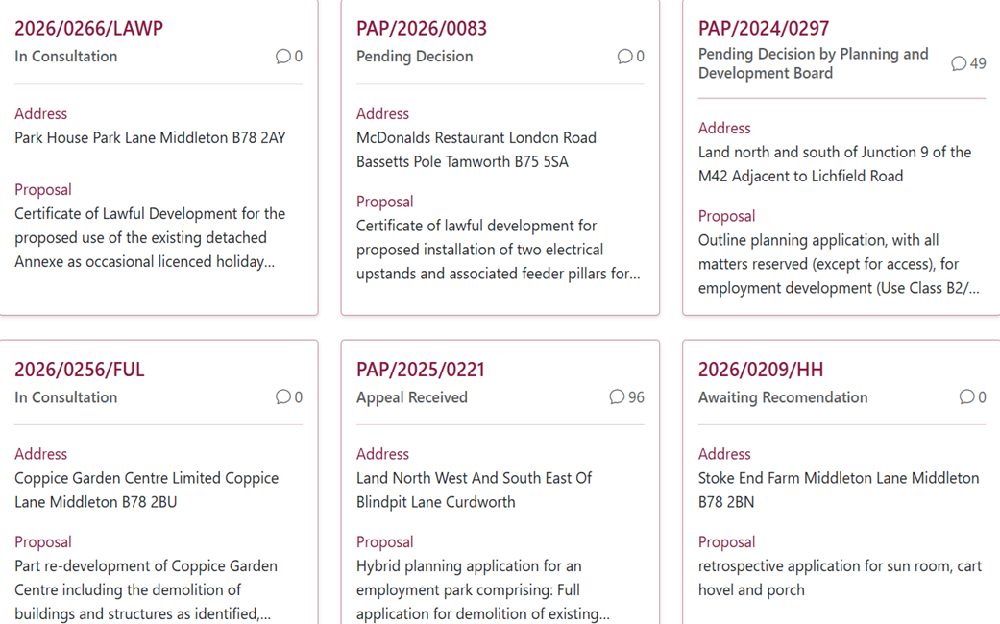 2026/0266/LAWP
In Consultation
0
Address
Park House Park Lane Middleton B78 2AY
Proposal
Certificate of Lawful Development for the
proposed use of the existing detached
Annexe as occasional licenced holiday...
PAP/2026/0083
Pending Decision
0
Address
McDonalds Restaurant London Road
Bassetts Pole Tamworth B75 5SA
Proposal
Certificate of lawful development for
proposed installation of two electrical
upstands and associated feeder pillars for...
PAP/2024/0297
Pending Decision by Planning and
Development Board
49
Address
Land north and south of Junction 9 of the
M42 Adjacent to Lichfield Road
Proposal
Outline planning application, with all
matters reserved (except for access), for
employment development (Use Class B2/...
2026/0256/FUL
In Consultation
0
Address
Coppice Garden Centre Limited Coppice
Lane Middleton B78 2BU
Proposal
Part re-development of Coppice Garden
Centre including the demolition of
buildings and structures as identified,...
PAP/2025/0221
Appeal Received
96
Address
Land North West And South East Of
Blindpit Lane Curdworth
Proposal
Hybrid planning application for an
employment park comprising: Full
application for demolition of existing...
2026/0209/HH
Awaiting Recomendation
0
Address
Stoke End Farm Middleton Lane Middleton
B78 2BN
Proposal
retrospective application for sun room, cart
hovel and porch